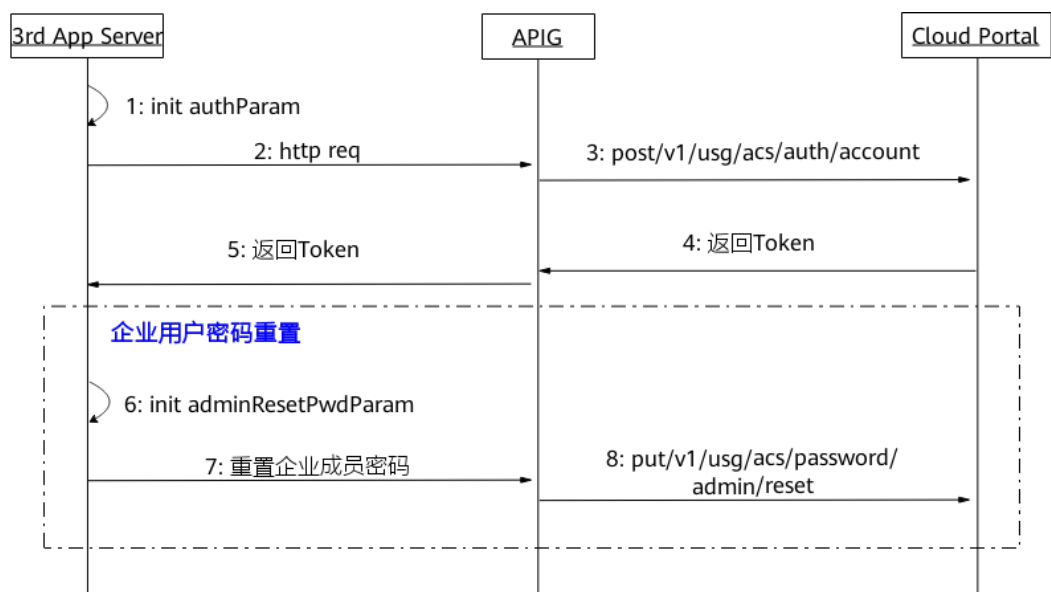 3rd App Server
APIG
Cloud Portal
1: init authParam
2: http req
3: post/v1/usg/acs/auth/account
4: 返回Token
5: 返回Token
企业用户密码重置
6: init adminResetPwdParam
7: 重置企业成员密码
8: put/v1/usg/acs/password/
admin/reset